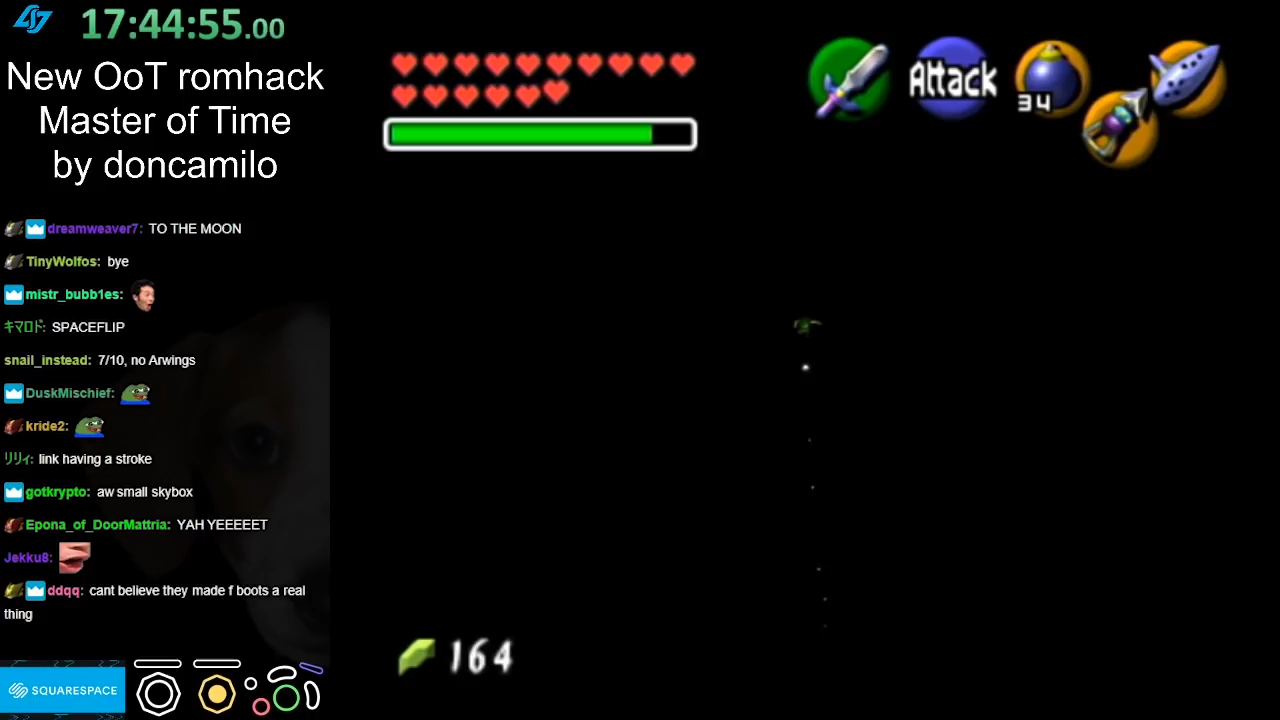 17:44:55.00
New OoT romhack
Master of Time
by doncamilo
dreamweaver7: TO THE MOON
TinyWolfos: bye
mistr_bubb1es:
キマロド: SPACEFLIP
snail_instead: 7/10, no Arwings
DuskMischief:
kride2:
リリィ: link having a stroke
gotkrypto: aw small skybox
Epona_of_DoorMattria: YAH YEEEEET
Jekku8:
ddqq: cant believe they made f boots a real
thing
SQUARESPACE
Attack
34
164